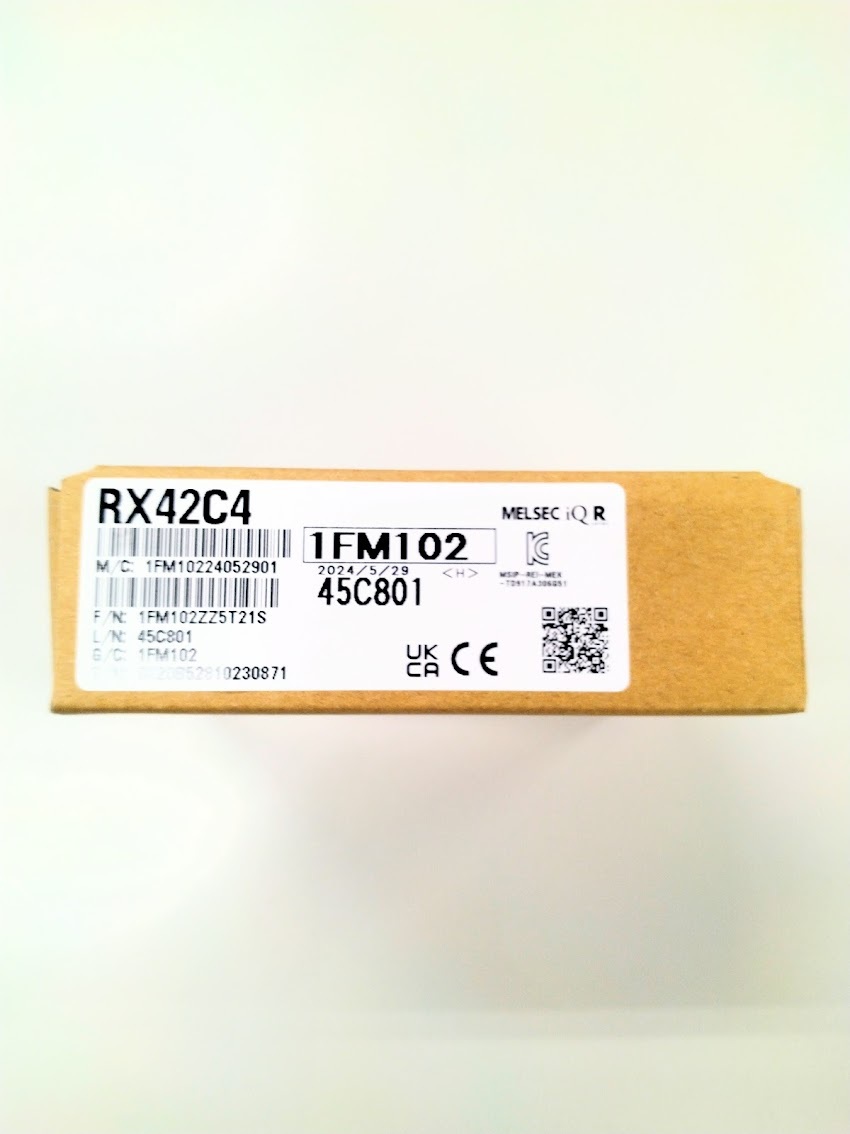 RX42C4
MELSEC iQ R
1FM102
M/C: 1FM10224052901
2024/5/29 <H>
45C801
MSIP-REI-MEK
F/N: 1FM102ZZ5T21S
L/N: 45C801
G/C: 1FM102
UK
CA CE